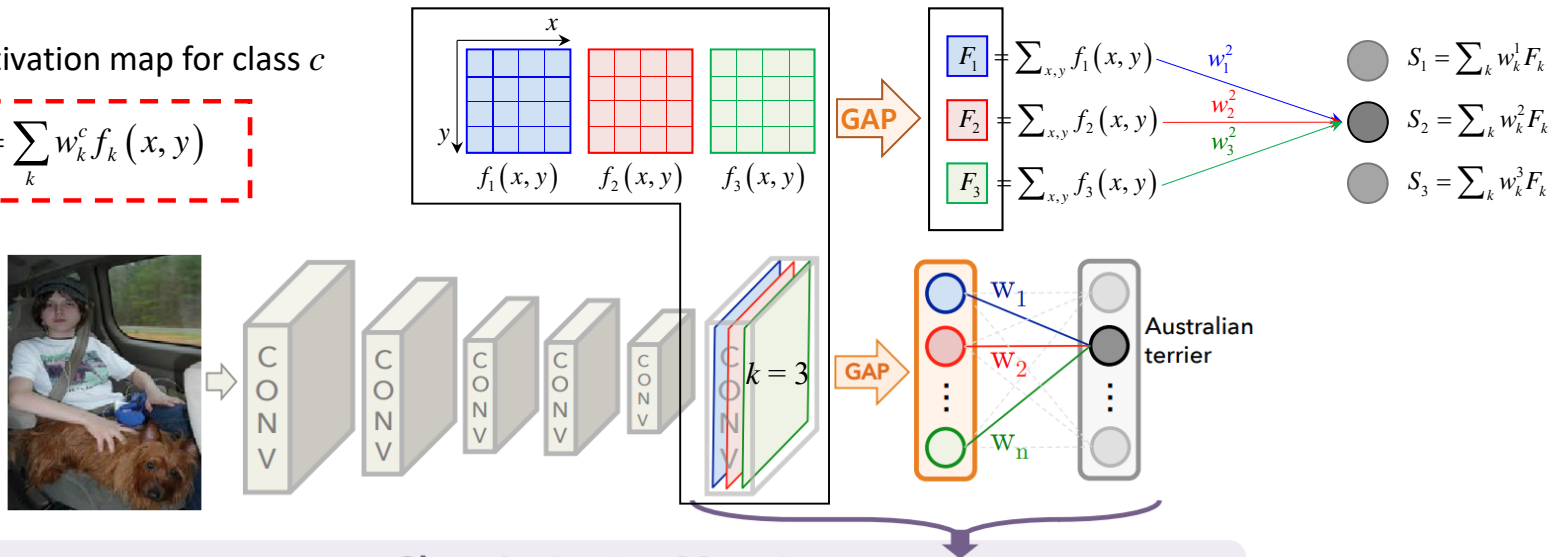 tivation map for class c
= ∑_k w_k^c f_k(x, y)
x
y
f_1(x, y) f_2(x, y) f_3(x, y)
GAP
F_1 = ∑_{x,y} f_1(x, y)
F_2 = ∑_{x,y} f_2(x, y)
F_3 = ∑_{x,y} f_3(x, y)
w_1^2
w_2^2
w_3^2
S_1 = ∑_k w_k^1 F_k
S_2 = ∑_k w_k^2 F_k
S_3 = ∑_k w_k^3 F_k
CONV
CONV
CONV
CONV
CONV
CONV
k = 3
GAP
w_1
w_2
⋮
w_n
⋮
Australian
terrier